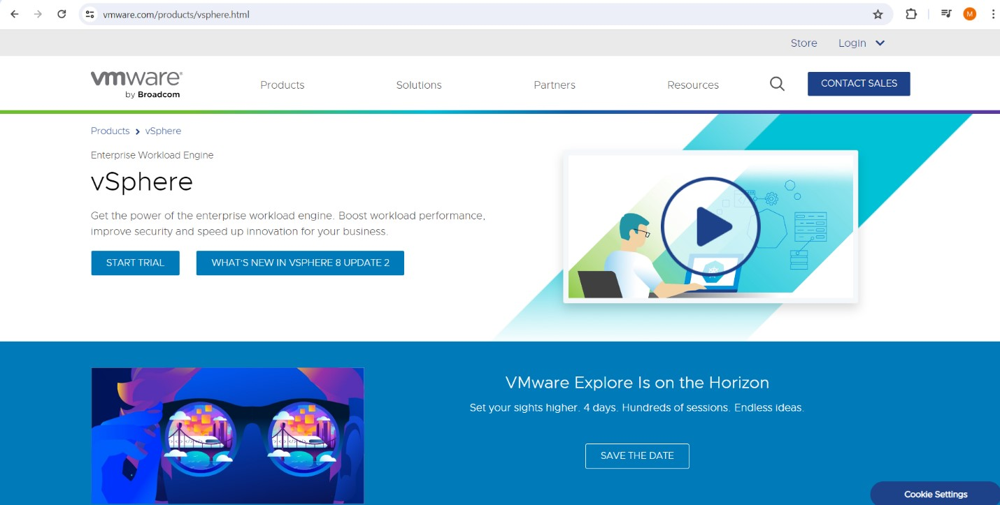 vmware.com/products/vsphere.html
M
Store Login
vmware®
by Broadcom
Products Solutions Partners Resources CONTACT SALES
Products > vSphere
Enterprise Workload Engine
vSphere
Get the power of the enterprise workload engine. Boost workload performance,
improve security and speed up innovation for your business.
START TRIAL WHAT'S NEW IN VSPHERE 8 UPDATE 2
VMware Explore Is on the Horizon
Set your sights higher. 4 days. Hundreds of sessions. Endless ideas.
SAVE THE DATE
Cookie Settings